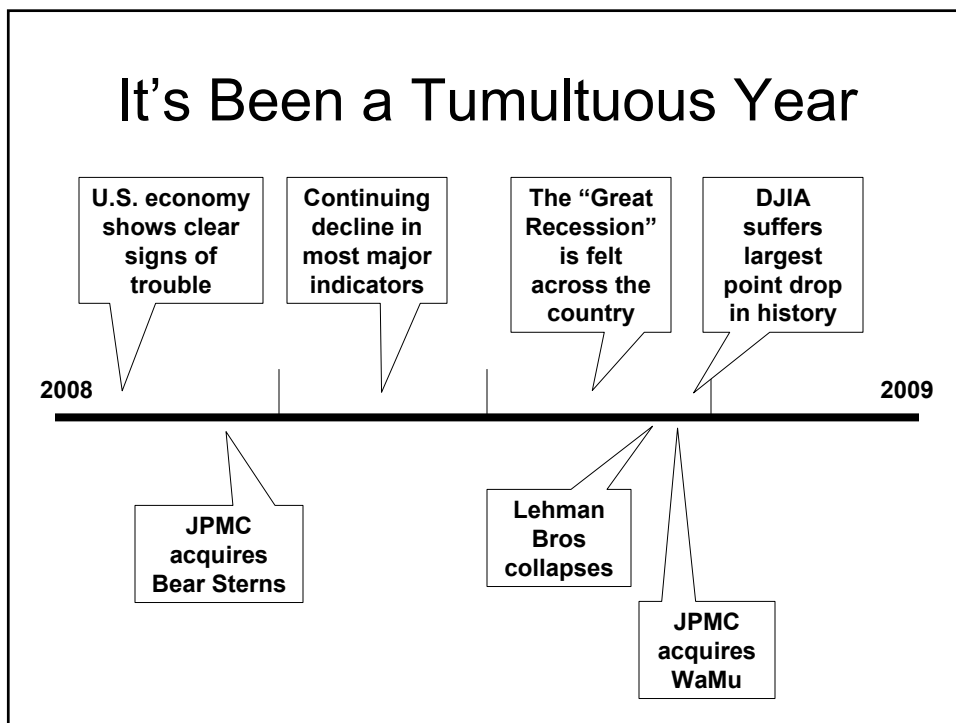 It's Been a Tumultuous Year
U.S. economy
shows clear
signs of
trouble
Continuing
decline in
most major
indicators
The “Great
Recession”
is felt
across the
country
DJIA
suffers
largest
point drop
in history
2008
2009
JPMC
acquires
Bear Sterns
Lehman
Bros
collapses
JPMC
acquires
WaMu